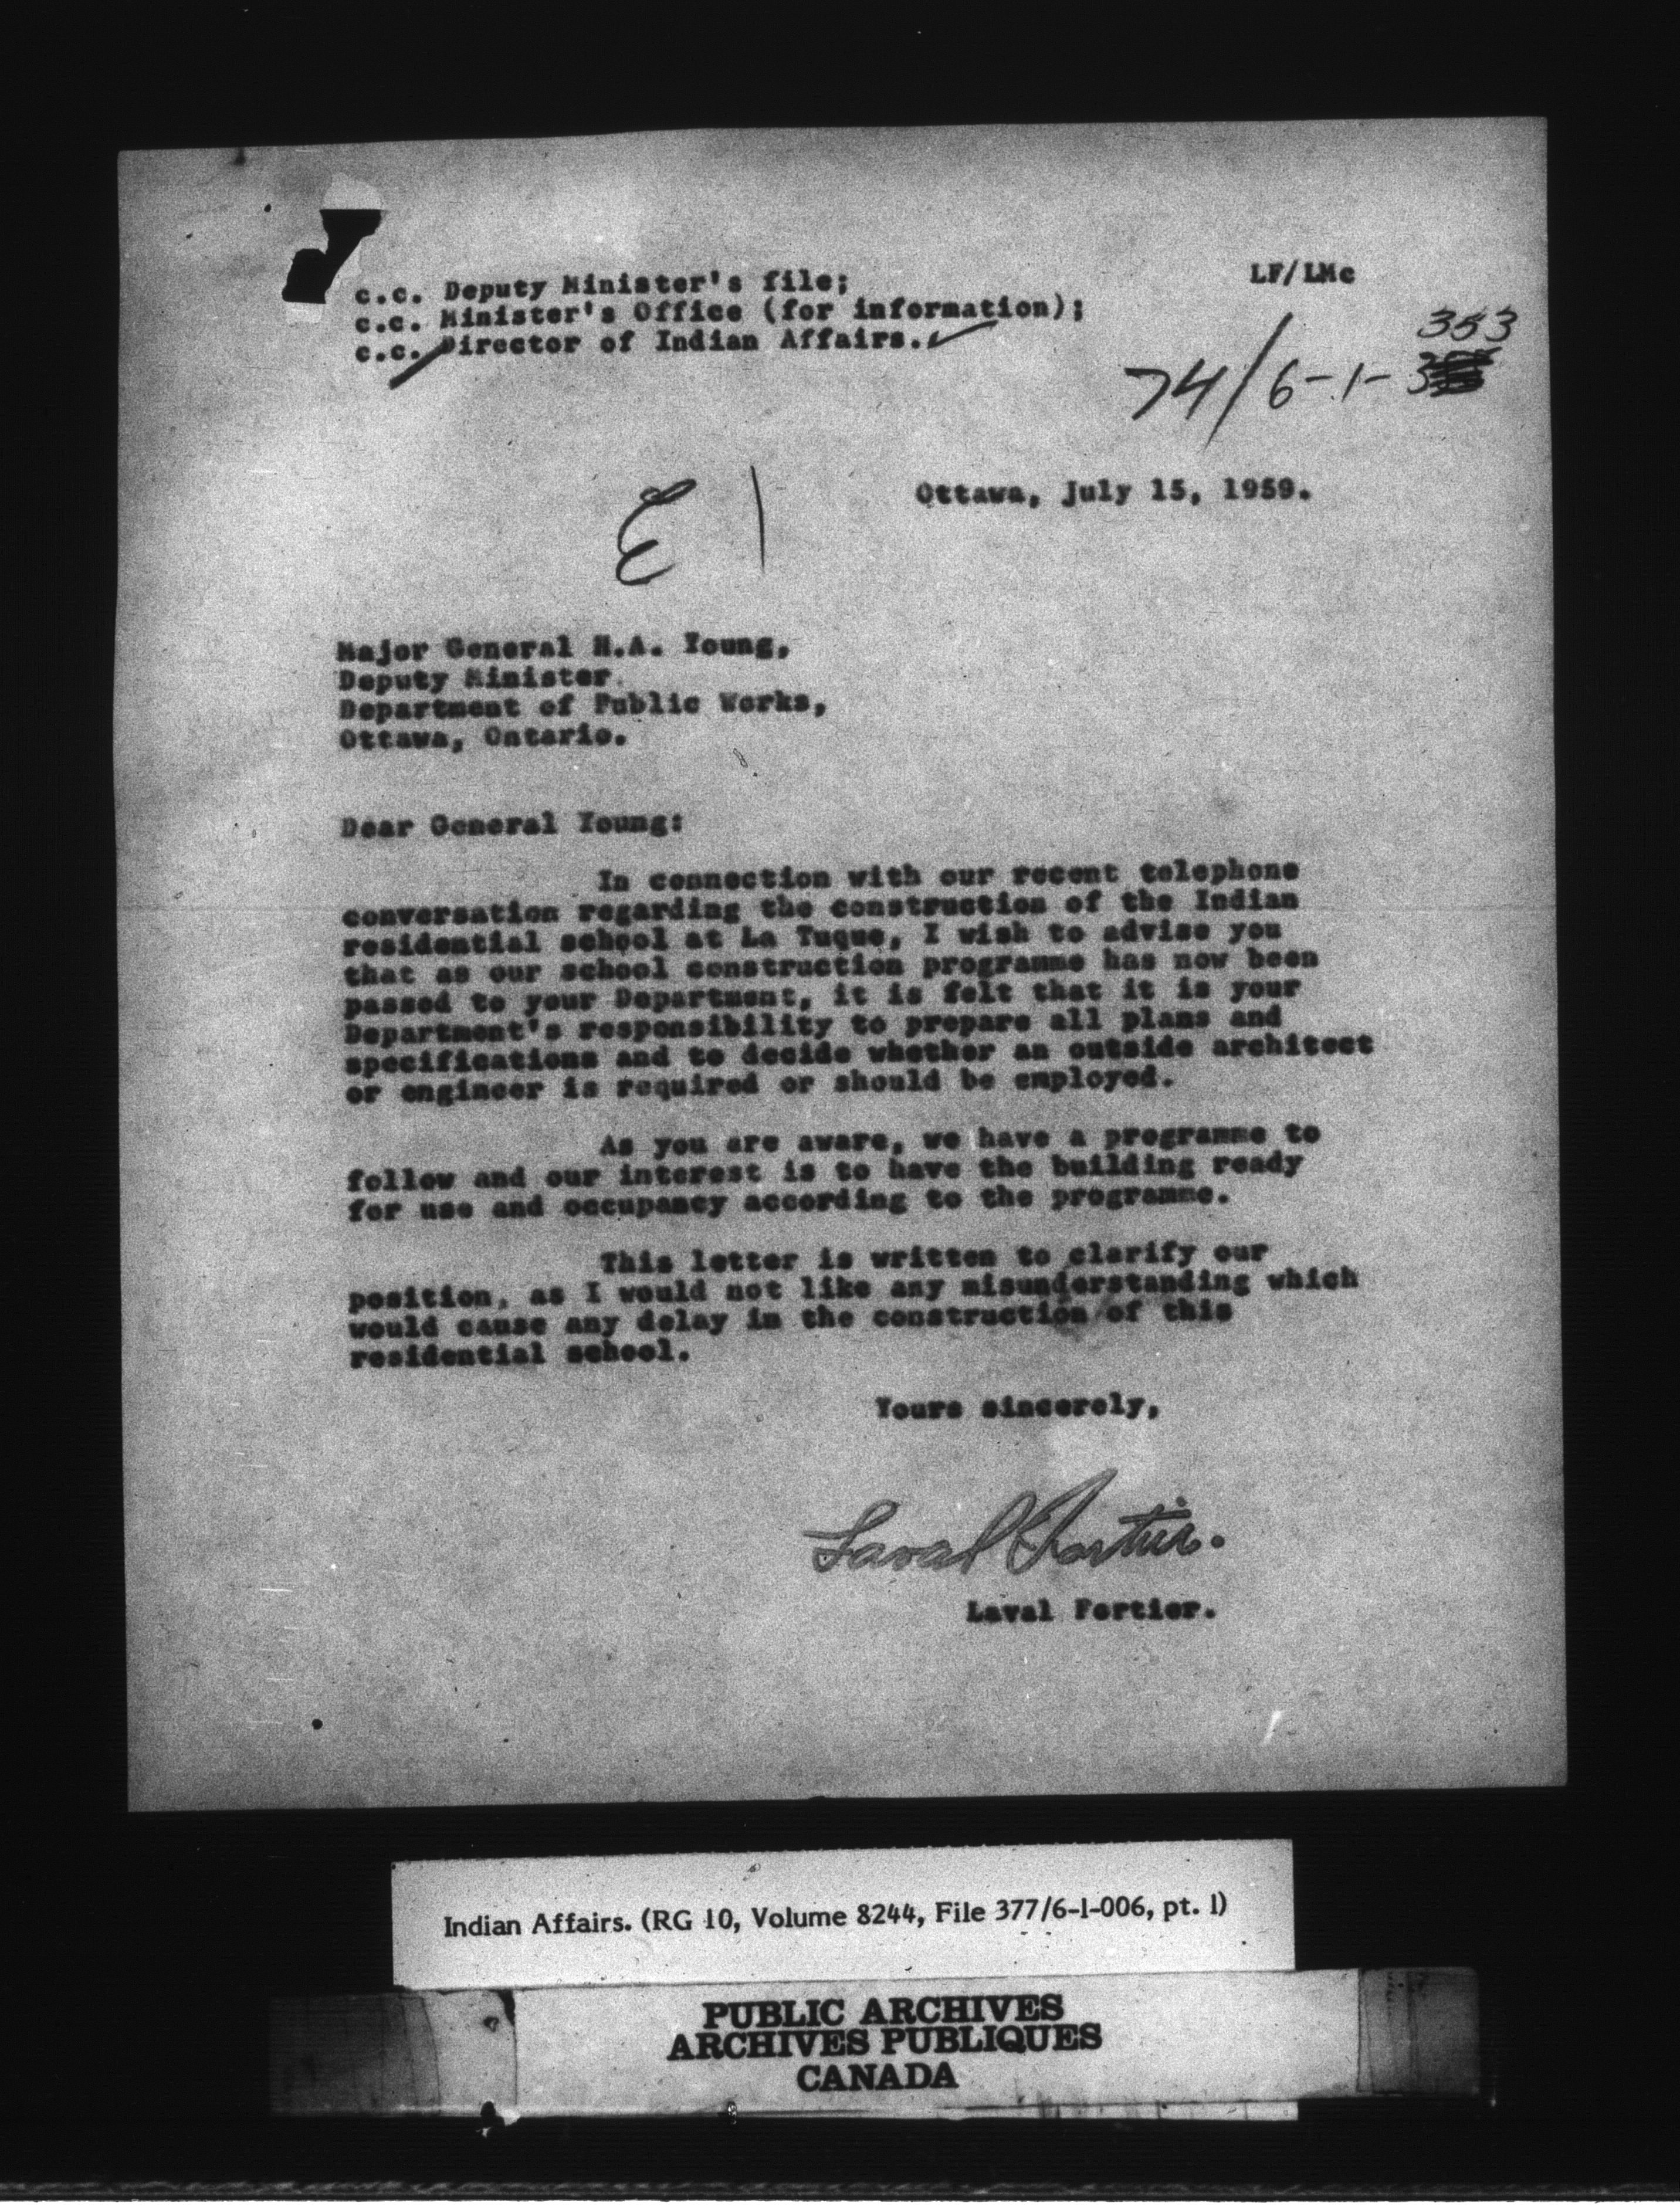 c.c. Deputy Minister's file;
LF/LMc
c.c. Minister's Office (for information);
c.c. Director of Indian Affairs.
353
74/6-1-
Ottawa, July 15, 1959.
E 1
Major General H.A. Young,
Deputy Minister
Department of Public Works,
Ottawa, Ontario.
Dear General Young:
In connection with our recent telephone
conversation regarding the construction of the Indian
residential school at La Tuque, I wish to advise you
that as our school construction programme has now been
passed to your Department, it is felt that it is your
Department's responsibility to prepare all plans and
specifications and to decide whether an outside architect
or engineer is required or should be employed.
As you are aware, we have a programme to
follow and our interest is to have the building ready
for use and occupancy according to the programme.
This letter is written to clarify our
position, as I would not like any misunderstanding which
would cause any delay in the construction of this
residential school.
Yours sincerely,
Laval Fortier.
Laval Fortier.
Indian Affairs. (RG 10, Volume 8244, File 377/6-1-006, pt. 1)
PUBLIC ARCHIVES
ARCHIVES PUBLIQUES
CANADA